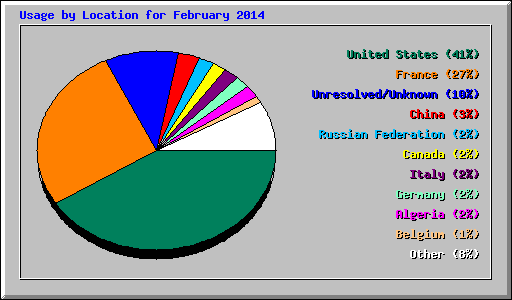 Usage by Location for February 2014
United States (41%)
France (27%)
Unresolved/Unknown (10%)
China (3%)
Russian Federation (2%)
Canada (2%)
Italy (2%)
Germany (2%)
Algeria (2%)
Belgium (1%)
Other (8%)